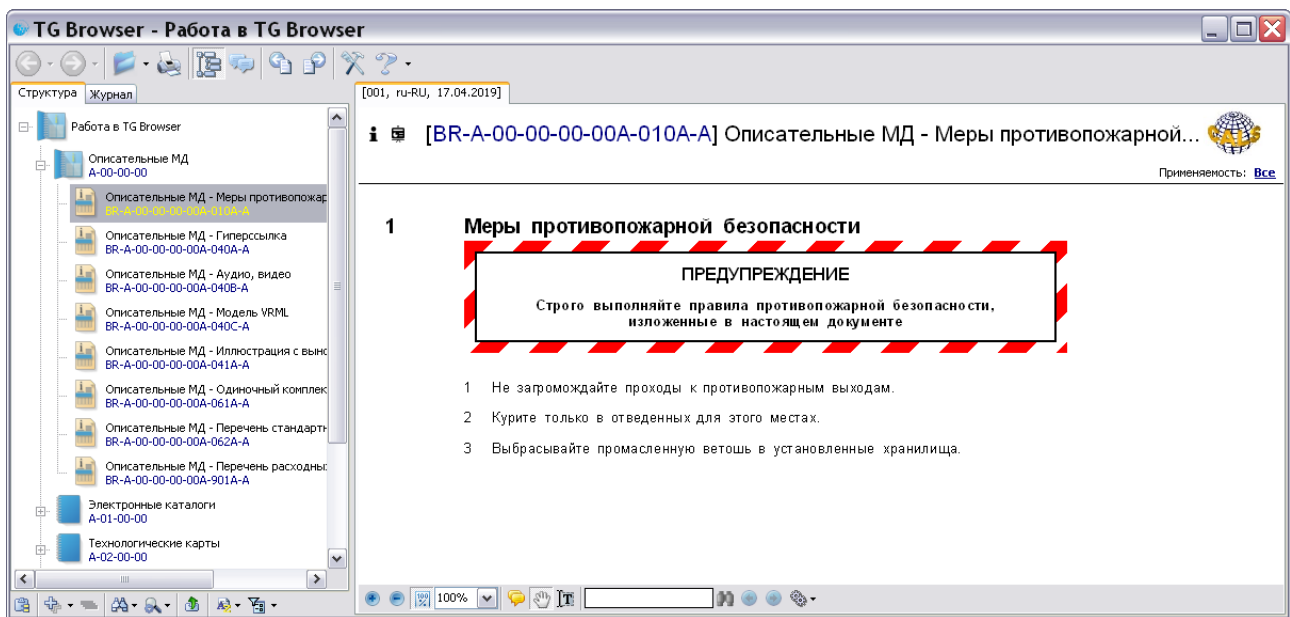 TG Browser - Работа в TG Browser
Структура
Журнал
[001, ru-RU, 17.04.2019]
Работа в TG Browser
Описательные МД
A-00-00-00
Описательные МД - Меры противопожар
BR-A-00-00-00-00A-010A-A
Описательные МД - Гиперссылка
BR-A-00-00-00-00A-040A-A
Описательные МД - Аудио, видео
BR-A-00-00-00-00A-040B-A
Описательные МД - Модель VRML
BR-A-00-00-00-00A-040C-A
Описательные МД - Иллюстрация с выно
BR-A-00-00-00-00A-041A-A
Описательные МД - Одиночный комплек
BR-A-00-00-00-00A-061A-A
Описательные МД - Перечень стандартн
BR-A-00-00-00-00A-062A-A
Описательные МД - Перечень расходны
BR-A-00-00-00-00A-901A-A
Электронные каталоги
A-01-00-00
Технологические карты
A-02-00-00
[BR-A-00-00-00-00A-010A-A] Описательные МД - Меры противопожарной...
CALS
Применяемость: Все
1 Меры противопожарной безопасности
ПРЕДУПРЕЖДЕНИЕ
Строго выполняйте правила противопожарной безопасности,
изложенные в настоящем документе
1 Не загромождайте проходы к противопожарным выходам.
2 Курите только в отведенных для этого местах.
3 Выбрасывайте промасленную ветошь в установленные хранилища.
100%